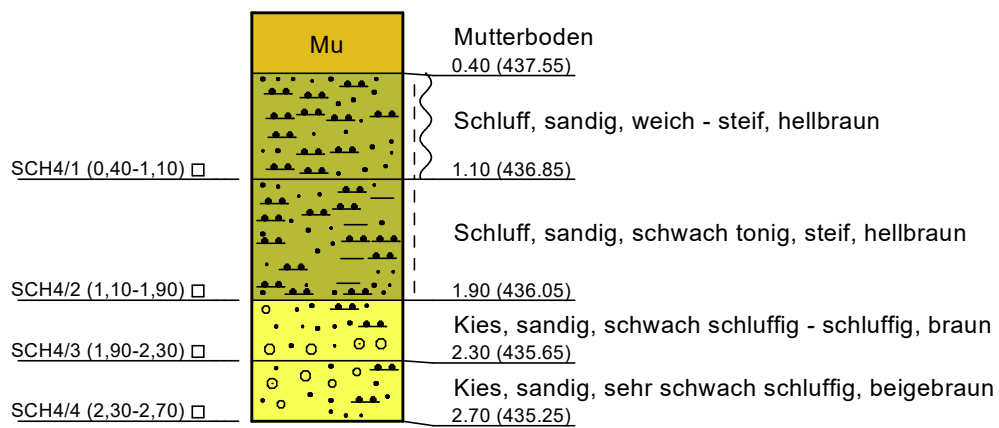 Mu
Mutterboden
0.40 (437.55)
Schluff, sandig, weich - steif, hellbraun
SCH4/1 (0,40-1,10)
1.10 (436.85)
Schluff, sandig, schwach tonig, steif, hellbraun
SCH4/2 (1,10-1,90)
1.90 (436.05)
Kies, sandig, schwach schluffig - schluffig, braun
SCH4/3 (1,90-2,30)
2.30 (435.65)
Kies, sandig, sehr schwach schluffig, beigebraun
SCH4/4 (2,30-2,70)
2.70 (435.25)